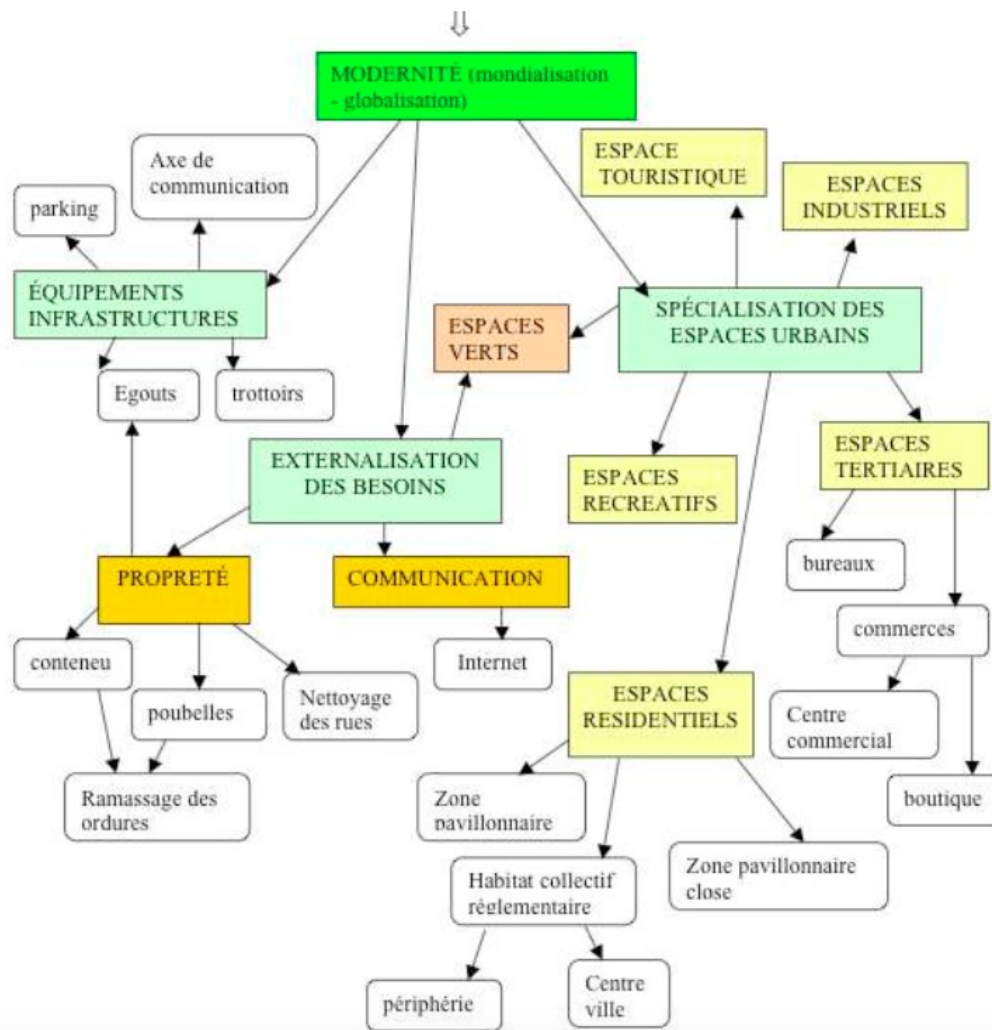 MODERNITÉ (mondialisation
- globalisation)
Axe de
communication
ESPACE
TOURISTIQUE
ESPACES
INDUSTRIELS
parking
ÉQUIPEMENTS
INFRASTRUCTURES
ESPACES
VERTS
SPÉCIALISATION DES
ESPACES URBAINS
Egouts
trottoirs
EXTERNALISATION
DES BESOINS
ESPACES
RECREATIFS
ESPACES
TERTIAIRES
PROPRETÉ
COMMUNICATION
bureaux
conteneu
poubelles
Nettoyage
des rues
Internet
commerces
ESPACES
RESIDENTIELS
Centre
commercial
Ramassage des
ordures
Zone
pavillonnaire
boutique
Habitat collectif
réglementaire
Zone pavillonnaire
close
périphérie
Centre
ville